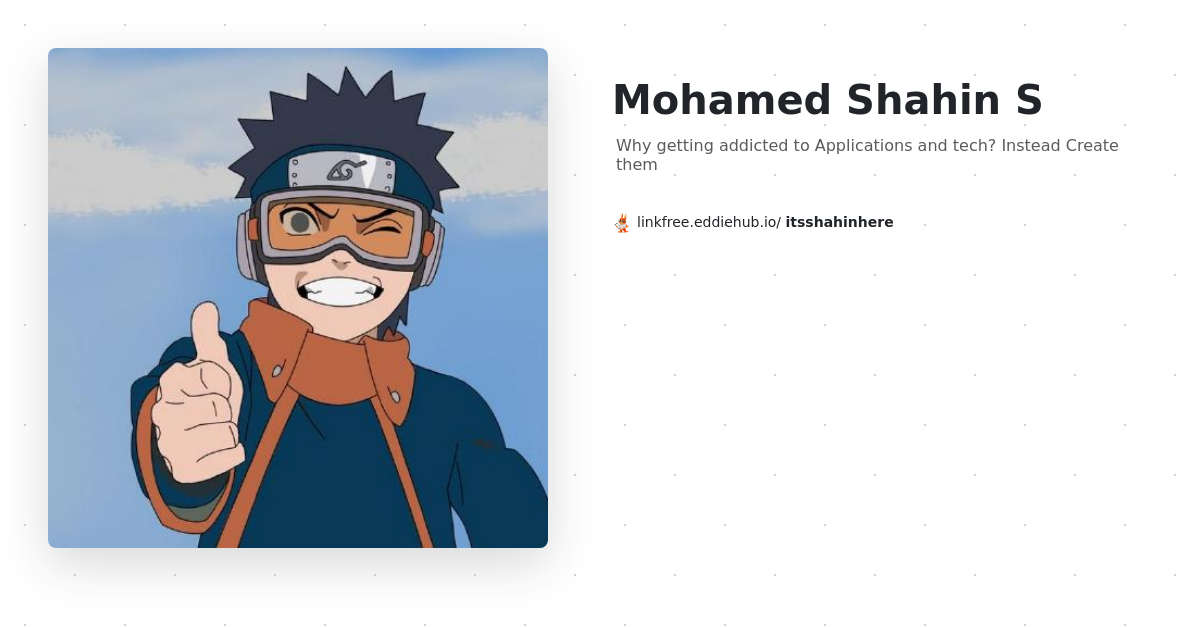 Mohamed Shahin S
Why getting addicted to Applications and tech? Instead Create
them
linkfree.eddiehub.io/ itsshahinhere